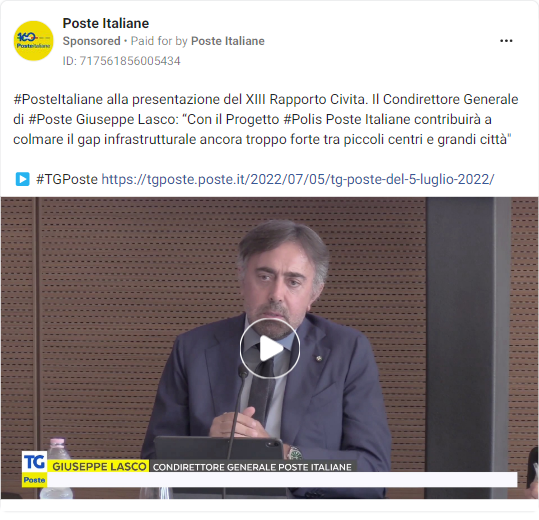 Poste Italiane
Sponsored • Paid for by Poste Italiane
ID: 717561856005434
#PosteItaliane alla presentazione del XIII Rapporto Civita. Il Condirettore Generale
di #Poste Giuseppe Lasco: “Con il Progetto #Polis Poste Italiane contribuirà a
colmare il gap infrastrutturale ancora troppo forte tra piccoli centri e grandi città"
#TGPoste https://tgposte.poste.it/2022/07/05/tg-poste-del-5-luglio-2022/
TG
Poste
GIUSEPPE LASCO CONDIRETTORE GENERALE POSTE ITALIANE